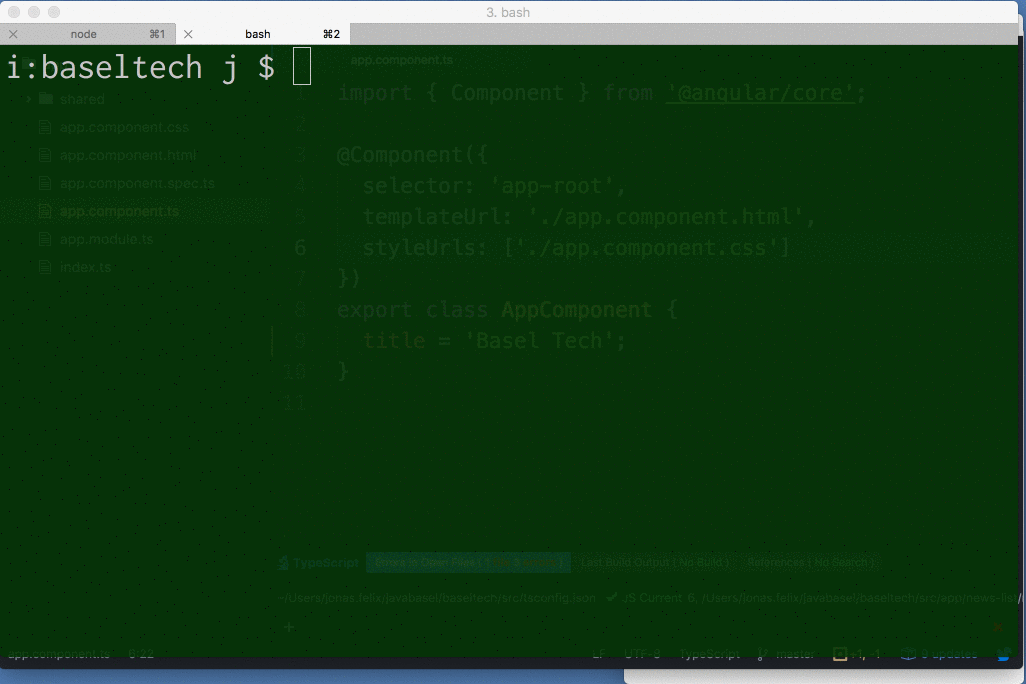 3. bash
node ⌘1 bash ⌘2
i:baseltech j $
app.component.ts
shared
app.component.css
app.component.html
app.component.spec.ts
app.component.ts
app.module.ts
index.ts
import { Component } from '@angular/core';
2
3 @Component({
4 selector: 'app-root',
5 templateUrl: './app.component.html',
6 styleUrls: ['./app.component.css']
7 })
8 export class AppComponent {
9 title = 'Basel Tech';
10 }
11
TypeScript Errors in Open Files Last Build Output ( No Build ) References ( No Search )
~/Users/jonas.felix/javabasel/baseltech/src/tsconfig.json JS Current 6, /Users/jonas.felix/javabasel/baseltech/src/app/news-list/
+
app.component.ts 6:22 LF UTF-8 TypeScript master +1, -1 updates